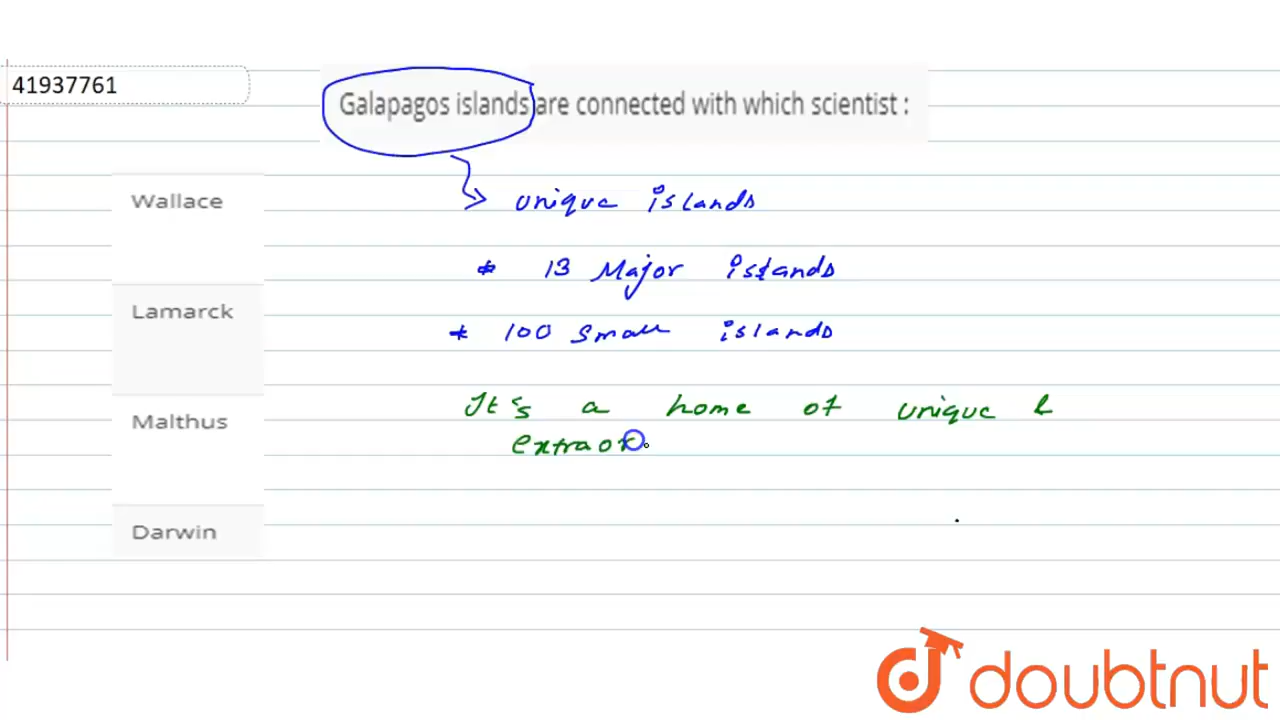 41937761
Galapagos islands are connected with which scientist :
Wallace
Lamarck
Malthus
Darwin
unique islands
* 13 Major islands
* 100 small islands
It's a home of unique &
extraor
doubtnut